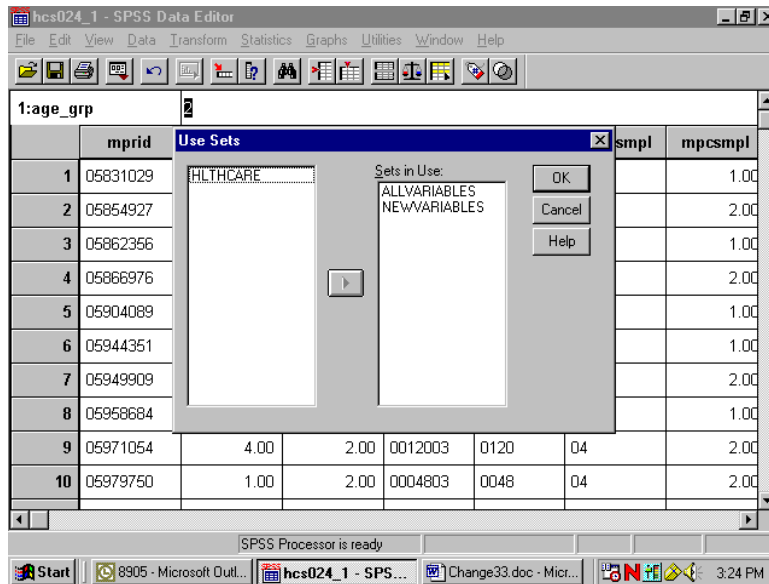 hcs024_1 - SPSS Data Editor
File Edit View Data Transform Statistics Graphs Utilities Window Help
1:age_grp 2
mprid smpl mpcsmpl
Use Sets
HLTHCARE
Sets in Use:
ALLVARIABLES
NEWVARIABLES
OK
Cancel
Help
1 05831029 1.00
2 05854927 2.00
3 05862356 1.00
4 05866976 2.00
5 05904089 1.00
6 05944351 1.00
7 05949909 2.00
8 05958684 1.00
9 05971054 4.00 2.00 0012003 0120 04 2.00
10 05979750 1.00 2.00 0004803 0048 04 2.00
SPSS Processor is ready
Start 8905 - Microsoft Outl... hcs024_1 - SPS... Change33.doc - Micr... 3:24 PM